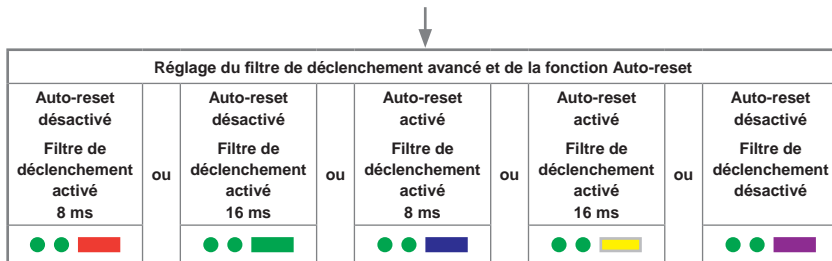 Réglage du filtre de déclenchement avancé et de la fonction Auto-reset
Auto-reset
désactivé
Filtre de
déclenchement
activé
8 ms
ou
Auto-reset
désactivé
Filtre de
déclenchement
activé
16 ms
ou
Auto-reset
activé
Filtre de
déclenchement
activé
8 ms
ou
Auto-reset
activé
Filtre de
déclenchement
activé
16 ms
ou
Auto-reset
désactivé
Filtre de
déclenchement
désactivé